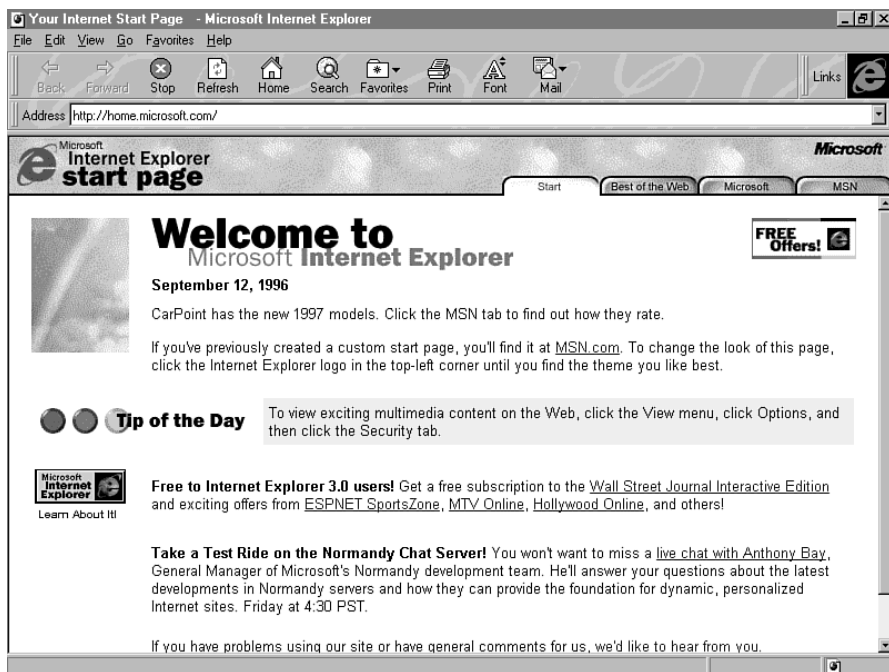 Your Internet Start Page - Microsoft Internet Explorer
File Edit View Go Favorites Help
Back Forward Stop Refresh Home Search Favorites Print Font Mail Links
Address http://home.microsoft.com/
Microsoft
Internet Explorer
start page
Microsoft
Start Best of the Web Microsoft MSN
Welcome to
Microsoft Internet Explorer
FREE
Offers!
September 12, 1996
CarPoint has the new 1997 models. Click the MSN tab to find out how they rate.
If you've previously created a custom start page, you'll find it at MSN.com. To change the look of this page,
click the Internet Explorer logo in the top-left corner until you find the theme you like best.
Tip of the Day
To view exciting multimedia content on the Web, click the View menu, click Options, and
then click the Security tab.
Microsoft
Internet
Explorer
Learn About It!
Free to Internet Explorer 3.0 users! Get a free subscription to the Wall Street Journal Interactive Edition
and exciting offers from ESPNET SportsZone, MTV Online, Hollywood Online, and others!
Take a Test Ride on the Normandy Chat Server! You won't want to miss a live chat with Anthony Bay,
General Manager of Microsoft's Normandy development team. He'll answer your questions about the latest
developments in Normandy servers and how they can provide the foundation for dynamic, personalized
Internet sites. Friday at 4:30 PST.
If you have problems using our site or have general comments for us, we'd like to hear from you.